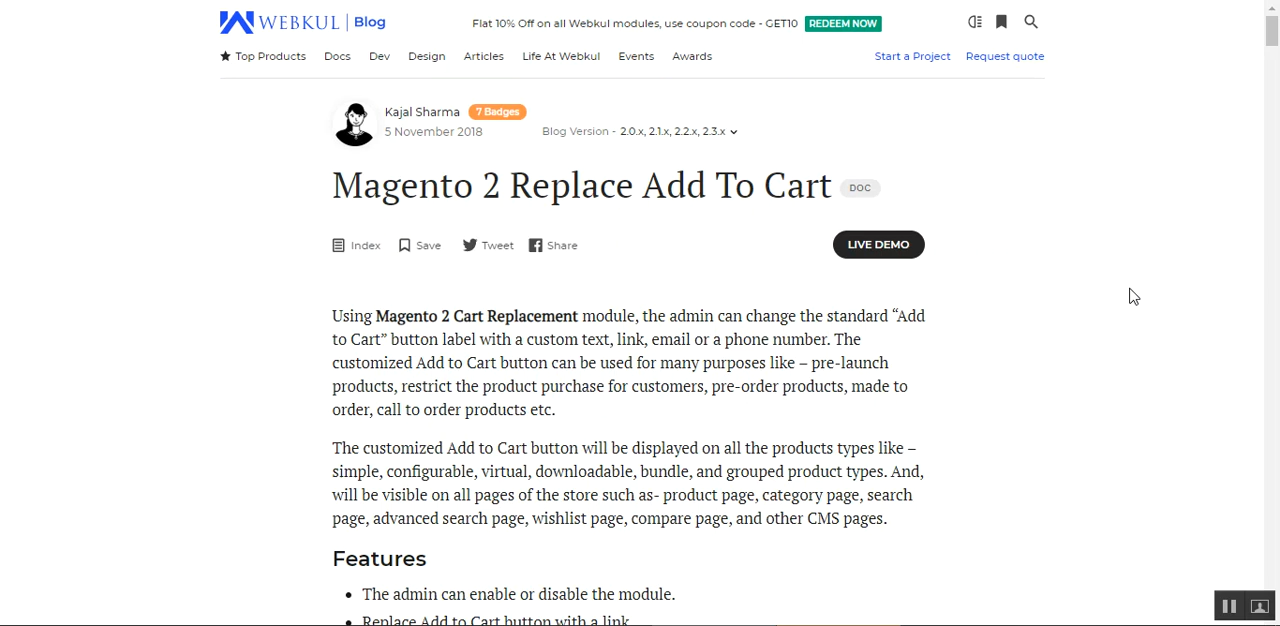 WEBKUL | Blog
Flat 10% Off on all Webkul modules, use coupon code - GET10 REDEEM NOW
Top Products Docs Dev Design Articles Life At Webkul Events Awards Start a Project Request quote
Kajal Sharma 7 Badges
5 November 2018 Blog Version - 2.0.x, 2.1.x, 2.2.x, 2.3.x
Magento 2 Replace Add To Cart DOC
Index Save Tweet Share LIVE DEMO
Using Magento 2 Cart Replacement module, the admin can change the standard “Add
to Cart” button label with a custom text, link, email or a phone number. The
customized Add to Cart button can be used for many purposes like – pre-launch
products, restrict the product purchase for customers, pre-order products, made to
order, call to order products etc.
The customized Add to Cart button will be displayed on all the products types like –
simple, configurable, virtual, downloadable, bundle, and grouped product types. And,
will be visible on all pages of the store such as- product page, category page, search
page, advanced search page, wishlist page, compare page, and other CMS pages.
Features
• The admin can enable or disable the module.
• Replace Add to Cart button with a link